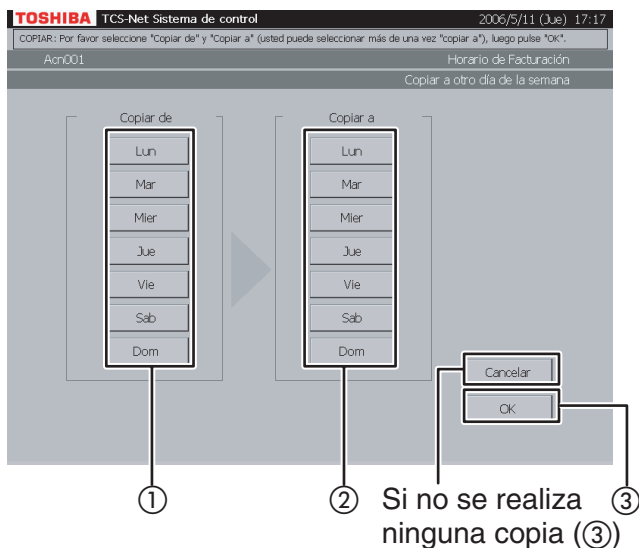 TOSHIBA TCS-Net Sistema de control 2006/5/11 (Jue) 17:17
COPIAR: Por favor seleccione "Copiar de" y "Copiar a" (usted puede seleccionar más de una vez "copiar a"), luego pulse "OK".
Acn001 Horario de Facturación
Copiar a otro día de la semana
Copiar de Copiar a
Lun Lun
Mar Mar
Mier Mier
Jue Jue
Vie Vie
Sab Sab
Dom Dom
Cancelar
OK
① ② Si no se realiza ③
ninguna copia (③)